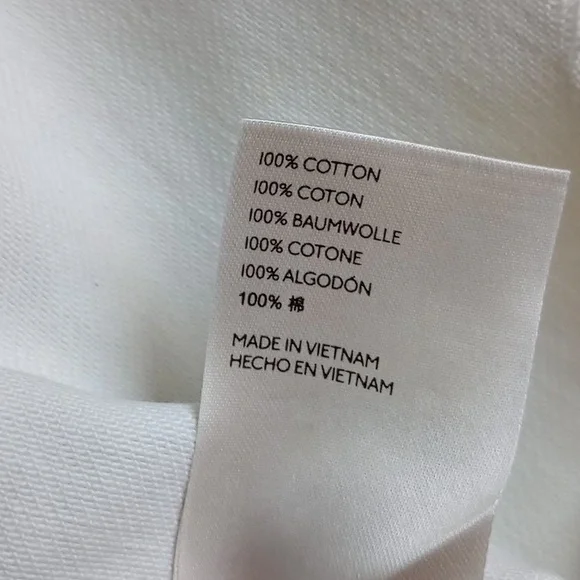 100% COTTON
100% COTON
100% BAUMWOLLE
100% COTONE
100% ALGODÓN
100% 棉
MADE IN VIETNAM
HECHO EN VIETNAM